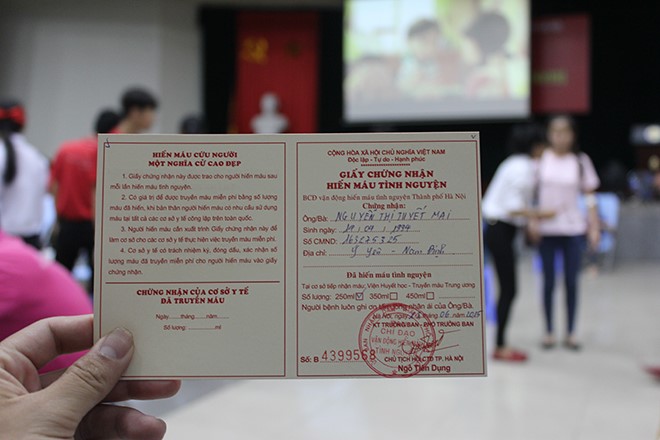 HIẾN MÁU CỨU NGƯỜI
MỘT NGHĨA CỬ CAO ĐẸP
1. Giấy chứng nhận này được trao cho người hiến máu sau
mỗi lần hiến máu tình nguyện.
2. Có giá trị để được truyền máu miễn phí bằng số lượng
máu đã hiến, khi bản thân người hiến máu có nhu cầu sử dụng
máu tại tất cả các cơ sở y tế công lập trên toàn quốc.
3. Người hiến máu cần xuất trình Giấy chứng nhận này để
làm cơ sở cho các cơ sở y tế thực hiện việc truyền máu miễn phí.
4. Cơ sở y tế có trách nhiệm ký, đóng dấu, xác nhận số
lượng máu đã truyền miễn phí cho người hiến máu vào giấy
chứng nhận.
CHỨNG NHẬN CỦA CƠ SỞ Y TẾ
ĐÃ TRUYỀN MÁU
Ngày......tháng......năm............
Số lượng:................ml
CỘNG HÒA XÃ HỘI CHỦ NGHĨA VIỆT NAM
Độc lập - Tự do - Hạnh phúc
GIẤY CHỨNG NHẬN
HIẾN MÁU TÌNH NGUYỆN
BCĐ vận động hiến máu tình nguyện Thành phố Hà Nội
Chứng nhận:
Ông/Bà: NGUYỄN THỊ TUYẾT MAI
Sinh ngày: 19 / 04 / 1994
Số CMND: 163275325
Địa chỉ: Ý Yên - Nam Định
Đã hiến máu tình nguyện
Tại cơ sở tiếp nhận máu: Viện Huyết học - Truyền máu Trung ương
Số lượng: 250ml 350ml 450ml
Người bệnh luôn ghi ơn tấm lòng nhân ái của Ông/Bà.
Hà Nội, ngày 06 năm 2015
KT TRƯỞNG BAN - PHÓ TRƯỞNG BAN
CHỈ ĐẠO
VẬN ĐỘNG HIẾN MÁU
TÌNH NGUYỆN
CHỦ TỊCH HỘI CTĐ TP. HÀ NỘI
Số: B 4399568
Ngô Tiến Dũng